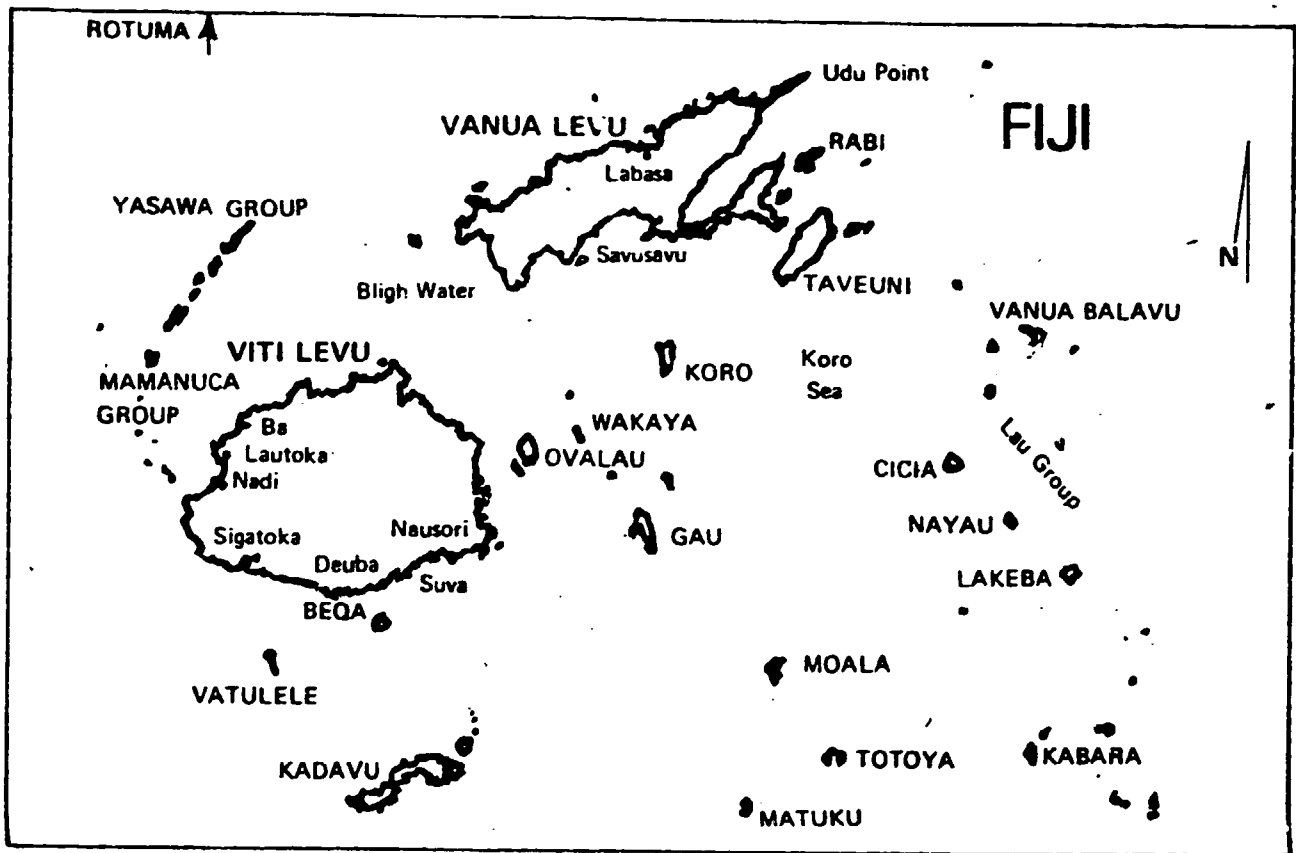 ROTUMA
Udu Point
FIJI
VANUA LEVU
RABI
Labasa
YASAWA GROUP
Savusavu
N
Bligh Water
TAVEUNI
VANUA BALAVU
VITI LEVU
KORO
Koro
Sea
MAMANUCA
GROUP
Ba
WAKAYA
Lautoka
OVALAU
Lau Group
CICIA
Nadi
Sigatoka
Nausori
GAU
NAYAU
Deuba
Suva
LAKEBA
BEQA
MOALA
VATULELE
KADAVU
TOTOYA
KABARA
MATUKU